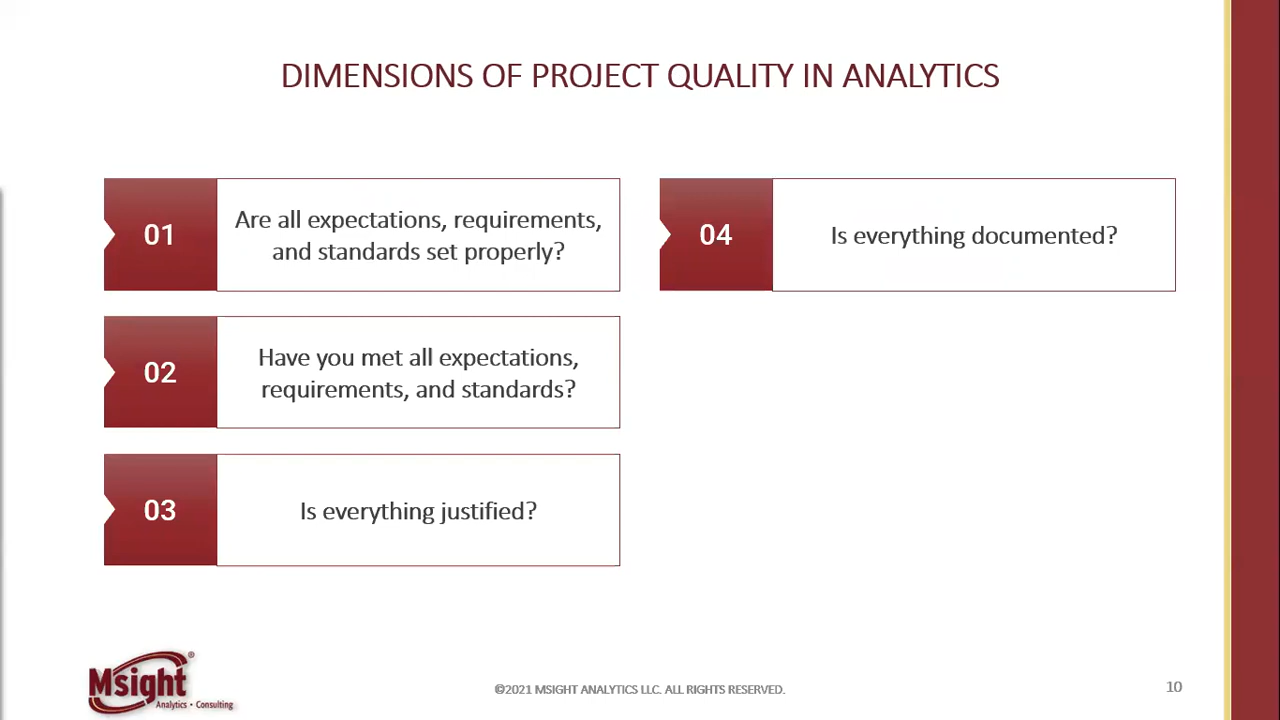 DIMENSIONS OF PROJECT QUALITY IN ANALYTICS
01
Are all expectations, requirements,
and standards set properly?
02
Have you met all expectations,
requirements, and standards?
03
Is everything justified?
04
Is everything documented?
Msight®
Analytics • Consulting
©2021 MSIGHT ANALYTICS LLC. ALL RIGHTS RESERVED.
10